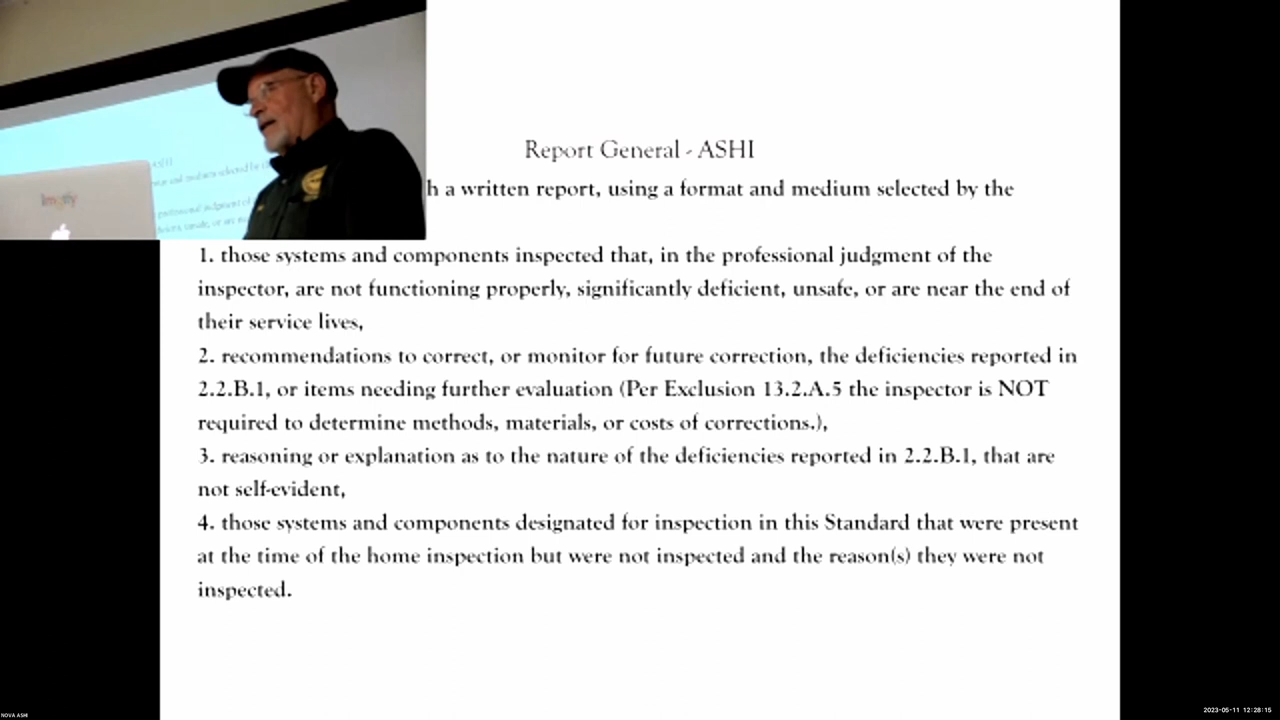 Report General - ASHI
h a written report, using a format and medium selected by the
1. those systems and components inspected that, in the professional judgment of the
inspector, are not functioning properly, significantly deficient, unsafe, or are near the end of
their service lives,
2. recommendations to correct, or monitor for future correction, the deficiencies reported in
2.2.B.1, or items needing further evaluation (Per Exclusion 13.2.A.5 the inspector is NOT
required to determine methods, materials, or costs of corrections.),
3. reasoning or explanation as to the nature of the deficiencies reported in 2.2.B.1, that are
not self-evident,
4. those systems and components designated for inspection in this Standard that were present
at the time of the home inspection but were not inspected and the reason(s) they were not
inspected.
NOVA ASHI
2023-05-11 12:28:15